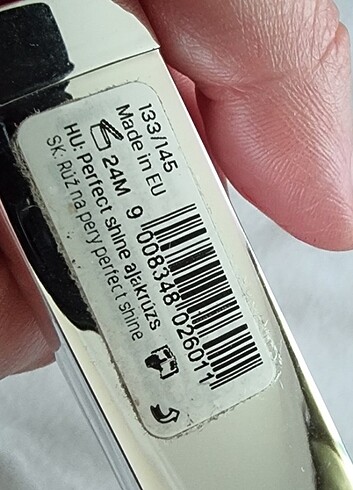 133/145
Made in EU
24M
HU: Perfect shine ajakrúzs
SK: Rúž na pery perfect shine
9 008348 026011